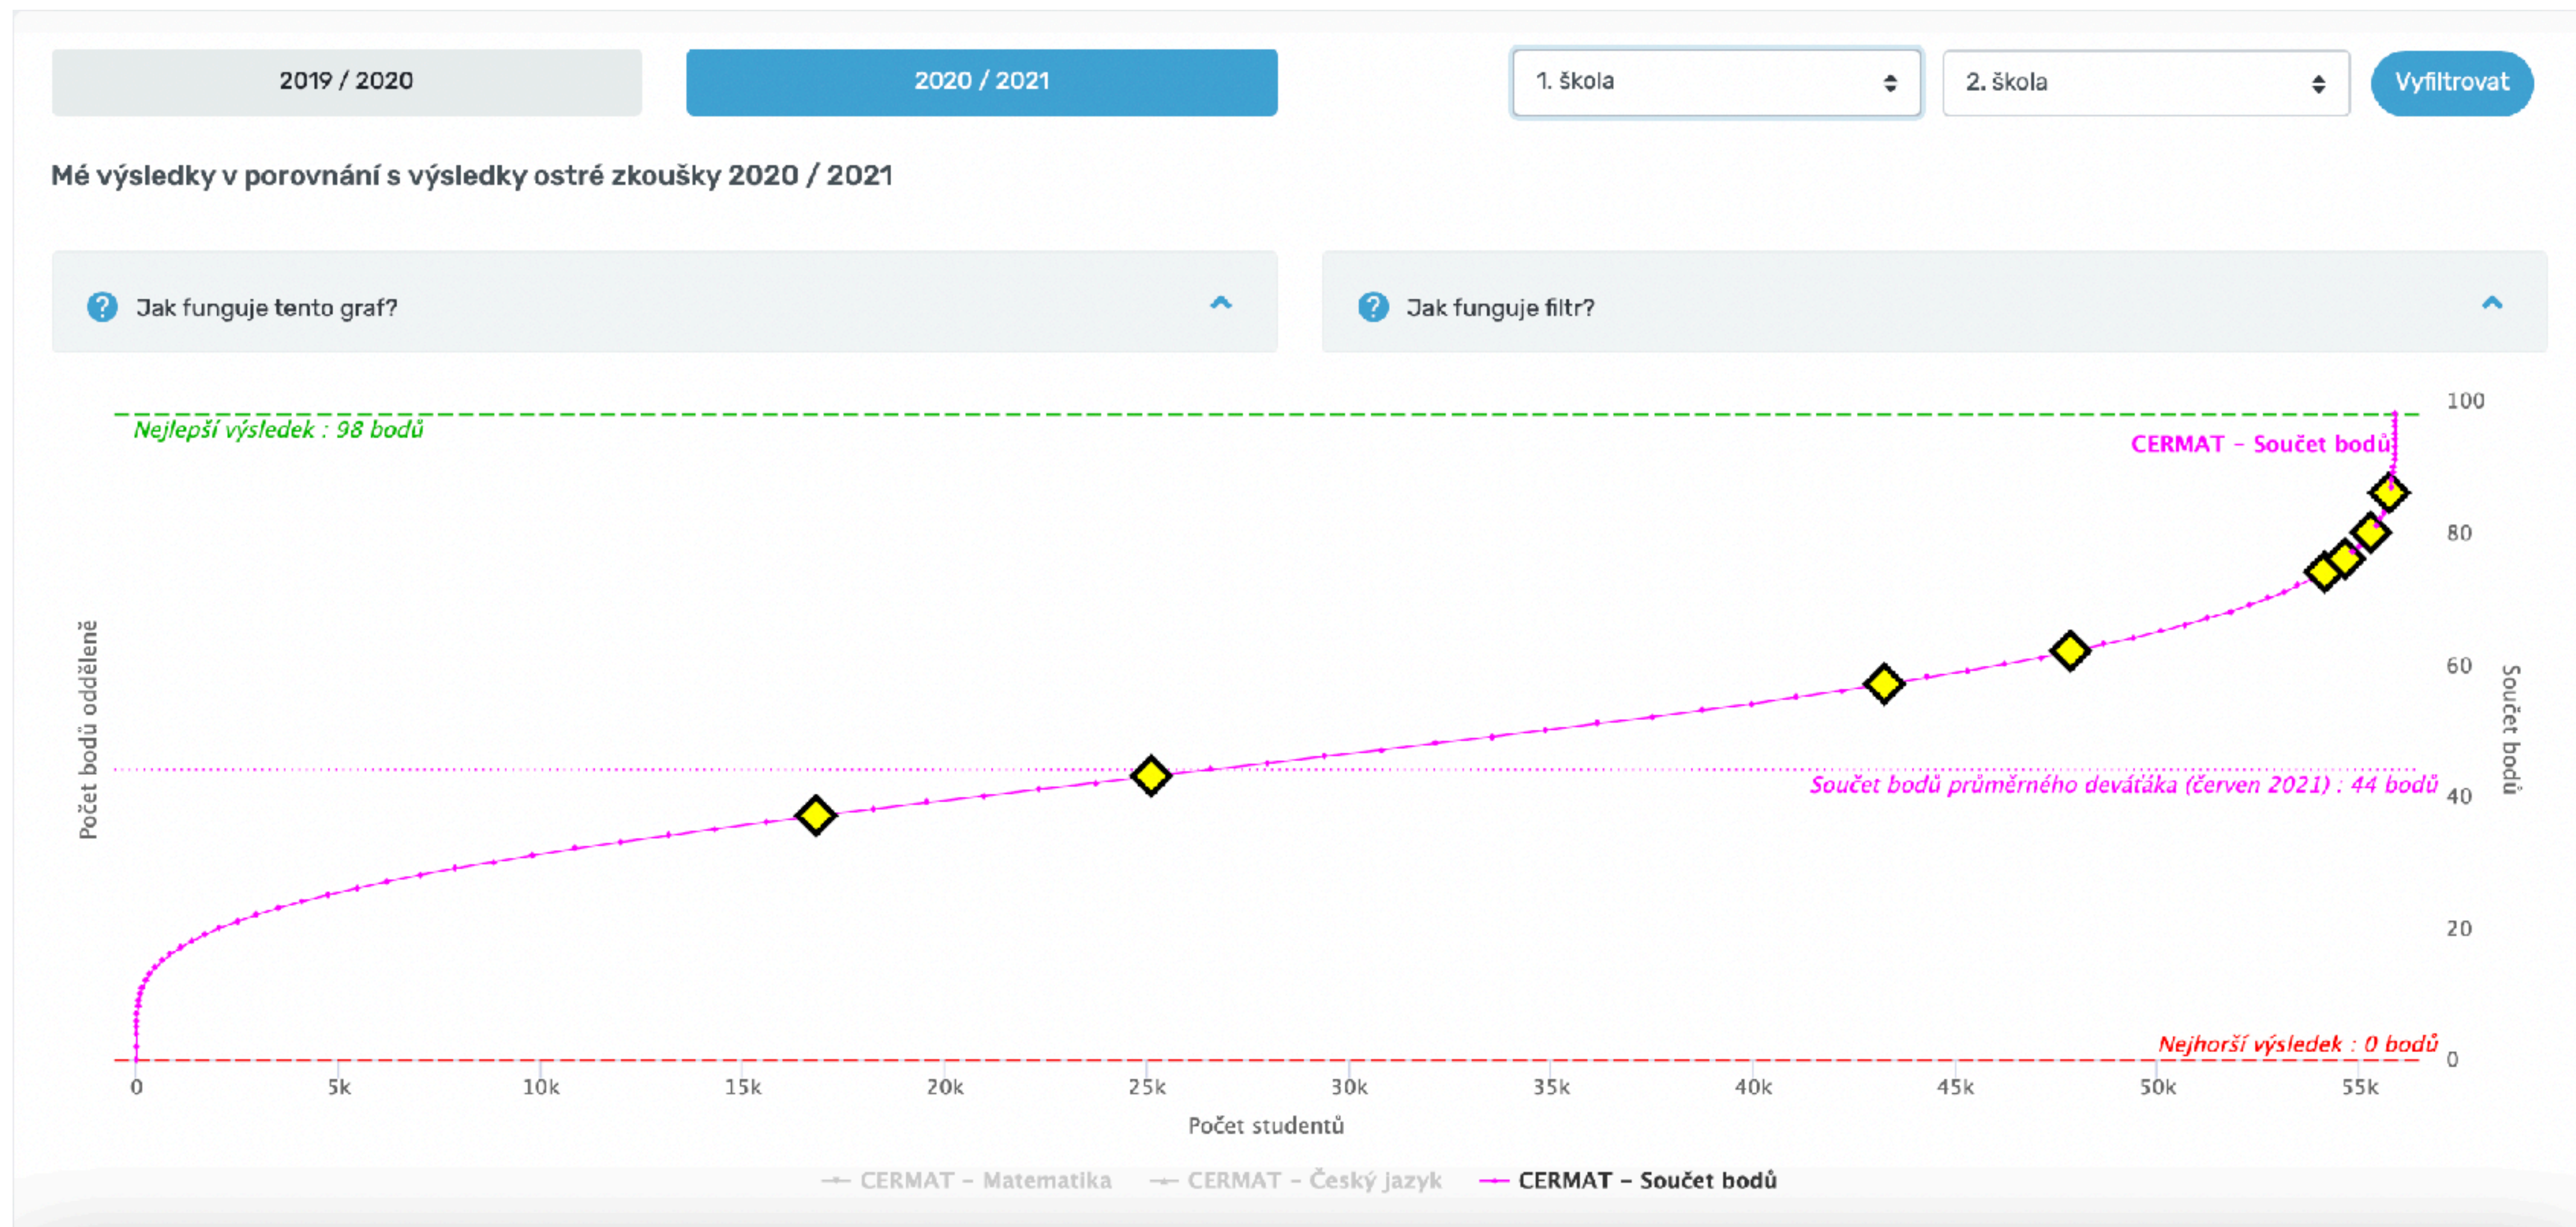 2019 / 2020
2020 / 2021
1. škola
2. škola
Vyfiltrovat
Mé výsledky v porovnání s výsledky ostré zkoušky 2020 / 2021
Jak funguje tento graf?
Jak funguje filtr?
100
Nejlepší výsledek : 98 bodů
CERMAT – Součet bodů
80
Počet bodů odděleně
60
Součet bodů
Součet bodů průměrného deváťáka (červen 2021) : 44 bodů
40
20
Nejhorší výsledek : 0 bodů
0
0 5k 10k 15k 20k 25k 30k 35k 40k 45k 50k 55k
Počet studentů
CERMAT – Matematika CERMAT – Český jazyk CERMAT – Součet bodů